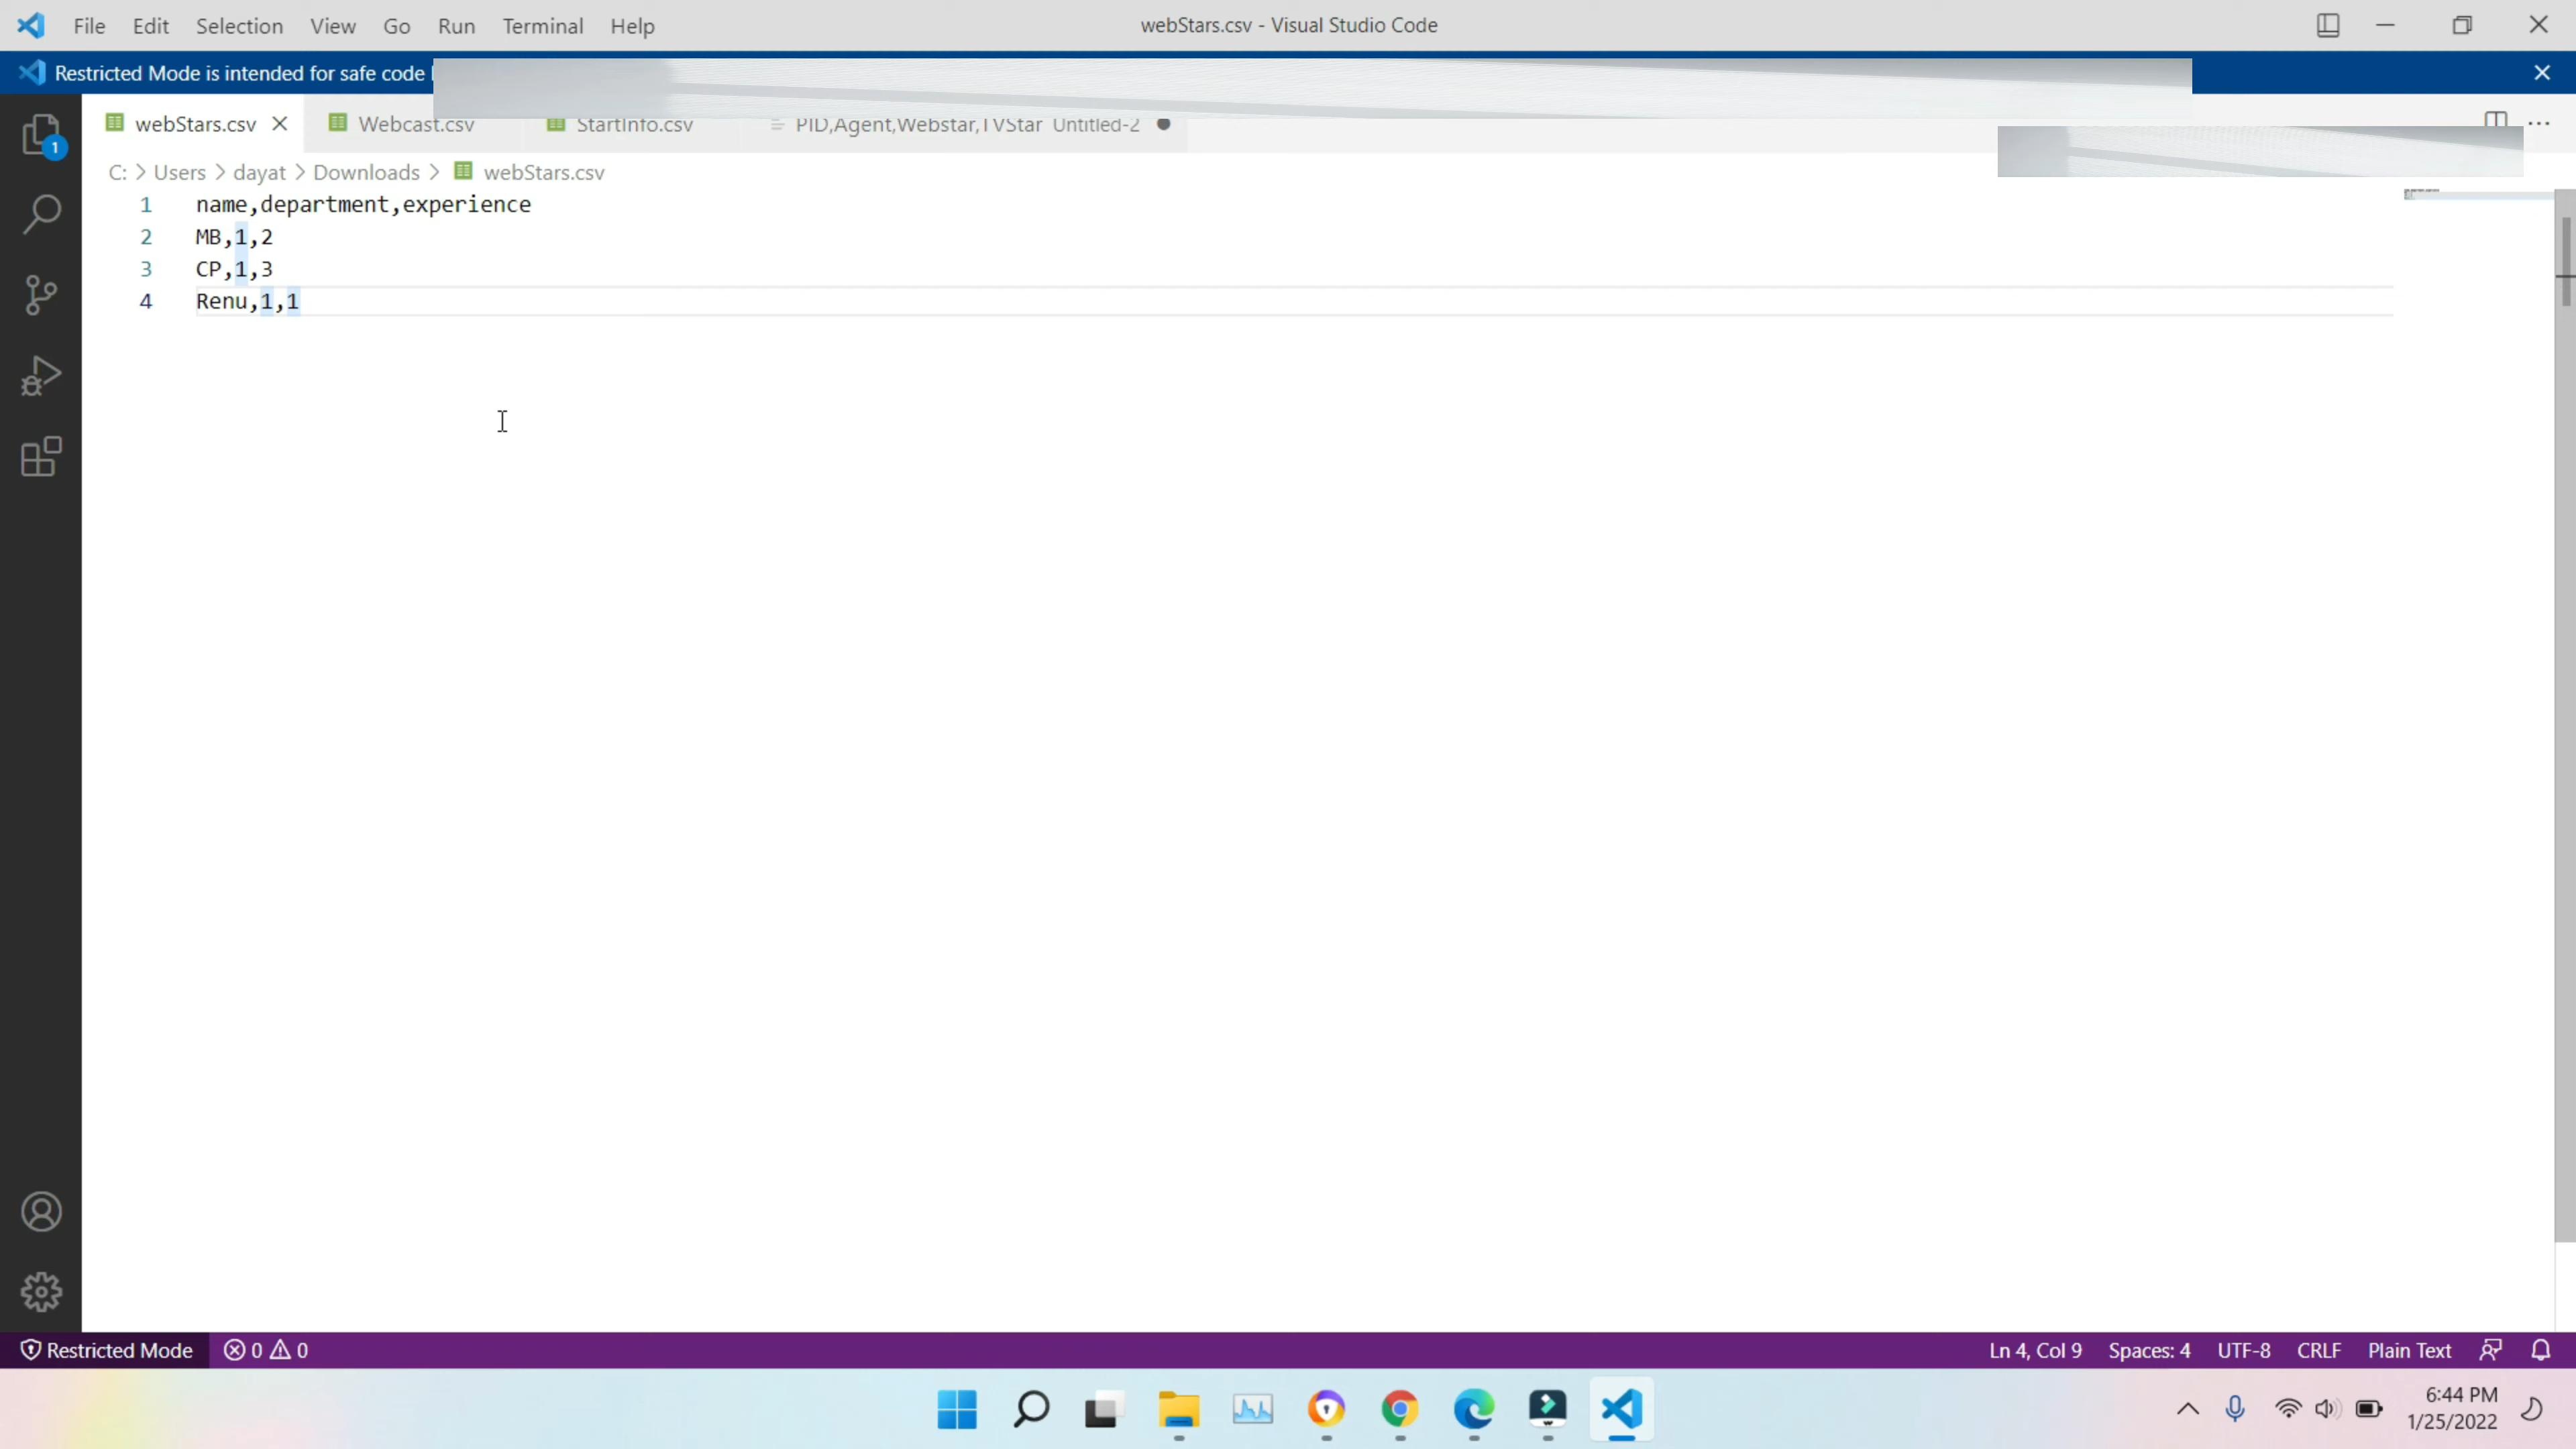 File Edit Selection View Go Run Terminal Help
webStars.csv - Visual Studio Code
Restricted Mode is intended for safe code
webStars.csv
Webcast.csv
StartInfo.csv
PID,Agent,Webstar,TVStar Untitled-2
C: > Users > dayat > Downloads > webStars.csv
1 name,department,experience
2 MB,1,2
3 CP,1,3
4 Renu,1,1
1
Restricted Mode 0 0
Ln 4, Col 9 Spaces: 4 UTF-8 CRLF Plain Text
6:44 PM
1/25/2022